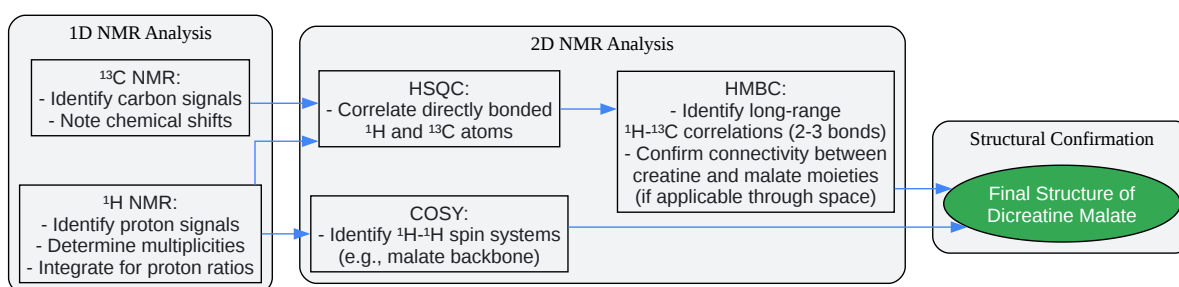 1D NMR Analysis
¹³C NMR:
- Identify carbon signals
- Note chemical shifts
¹H NMR:
- Identify proton signals
- Determine multiplicities
- Integrate for proton ratios
2D NMR Analysis
HSQC:
- Correlate directly bonded
¹H and ¹³C atoms
HMBC:
- Identify long-range
¹H-¹³C correlations (2-3 bonds)
- Confirm connectivity between
creatine and malate moieties
(if applicable through space)
COSY:
- Identify ¹H-¹H spin systems
(e.g., malate backbone)
Structural Confirmation
Final Structure of
Dicreatine Malate